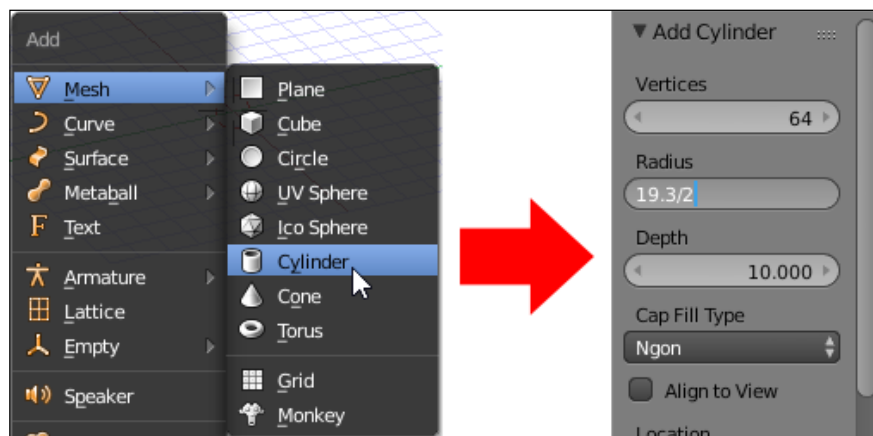 Add
Mesh
Curve
Surface
Metaball
Text
Armature
Lattice
Empty
Speaker
Plane
Cube
Circle
UV Sphere
Ico Sphere
Cylinder
Cone
Torus
Grid
Monkey
Add Cylinder
Vertices
64
Radius
19.3/2
Depth
10.000
Cap Fill Type
Ngon
Align to View
Location